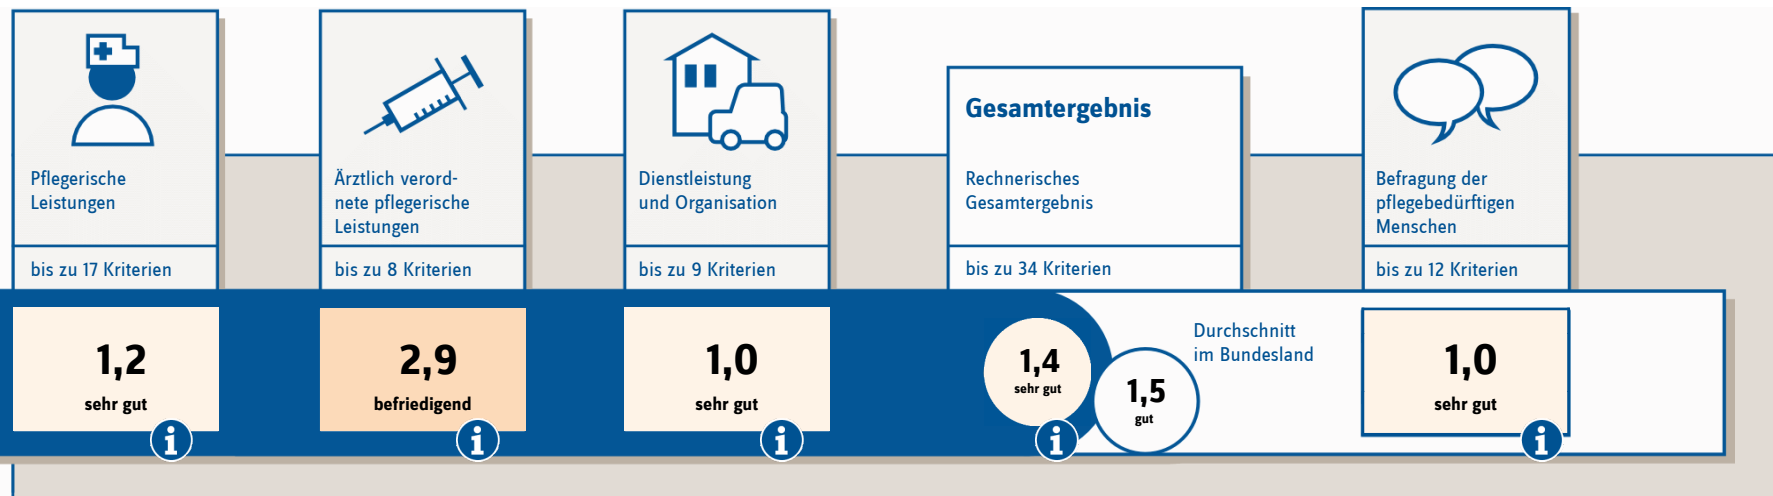 Pflegerische
Leistungen
bis zu 17 Kriterien
1,2
sehr gut
i
Ärztlich verord-
nete pflegerische
Leistungen
bis zu 8 Kriterien
2,9
befriedigend
i
Dienstleistung
und Organisation
bis zu 9 Kriterien
1,0
sehr gut
i
Gesamtergebnis
Rechnerisches
Gesamtergebnis
bis zu 34 Kriterien
1,4
sehr gut
i
1,5
gut
Durchschnitt
im Bundesland
Befragung der
pflegebedürftigen
Menschen
bis zu 12 Kriterien
1,0
sehr gut
i